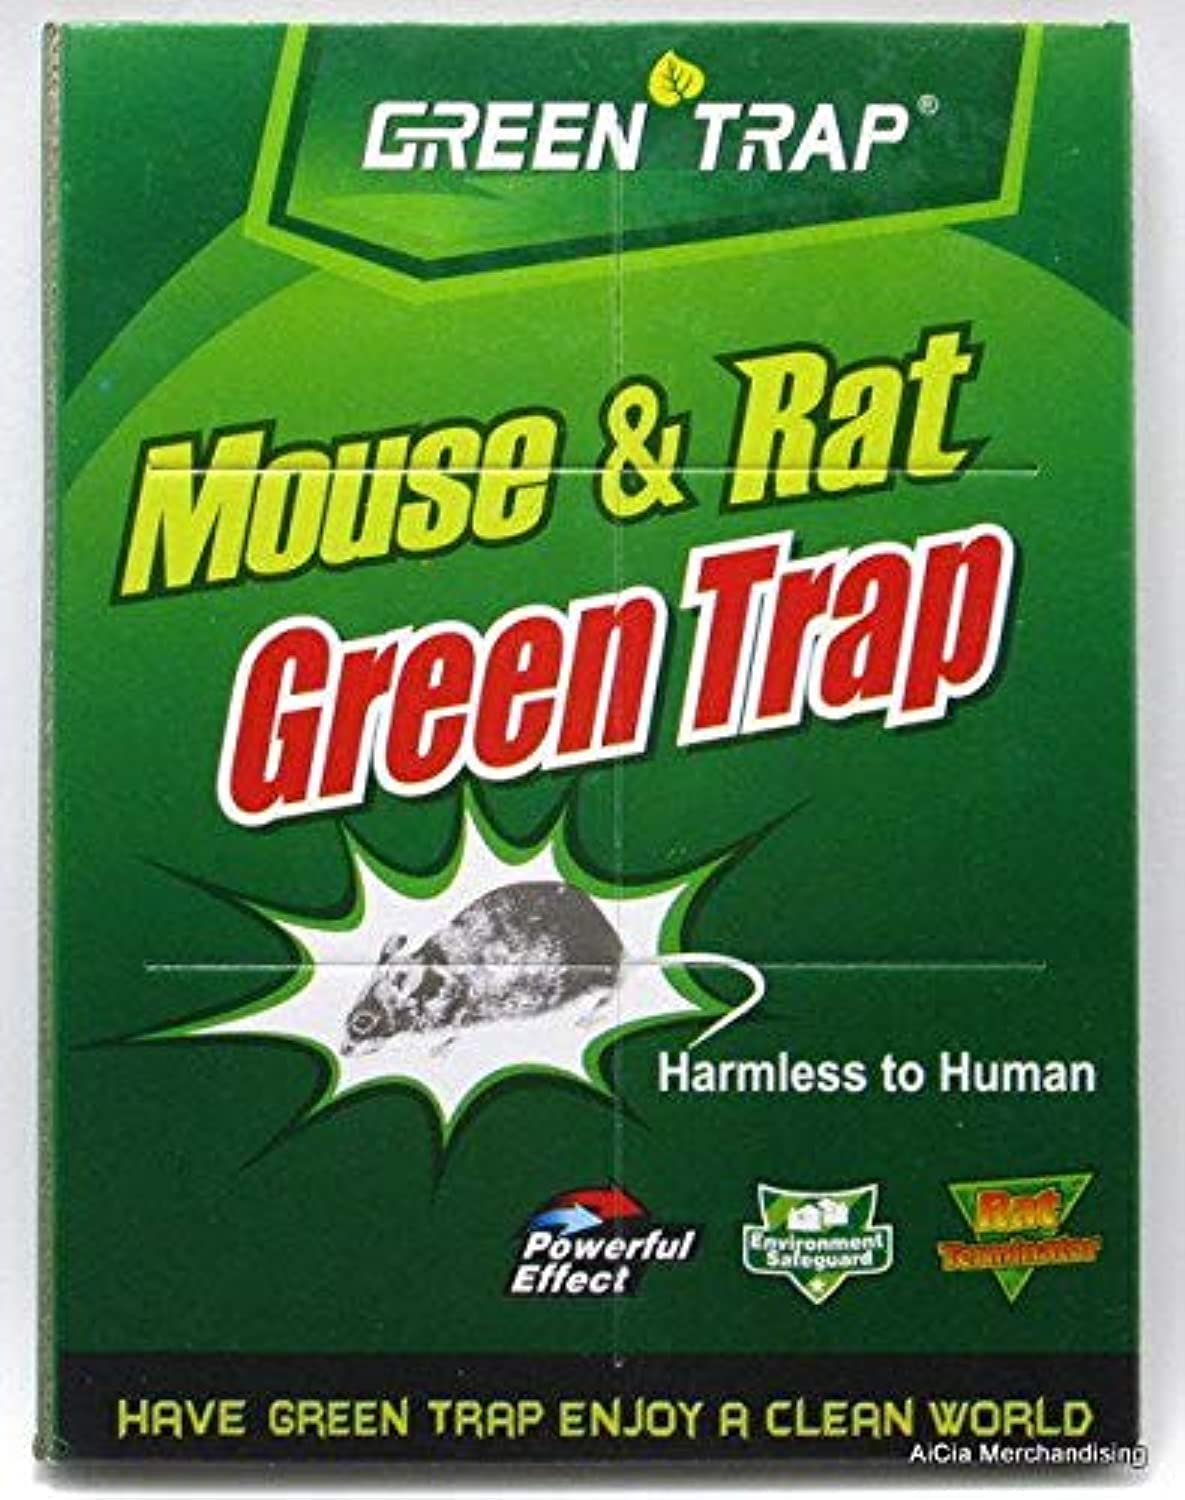 GREEN TRAP®
Mouse & Rat
Green Trap
Harmless to Human
Powerful
Effect
Environment
Safeguard
Rat
Terminator
HAVE GREEN TRAP ENJOY A CLEAN WORLD
AiCia Merchandising